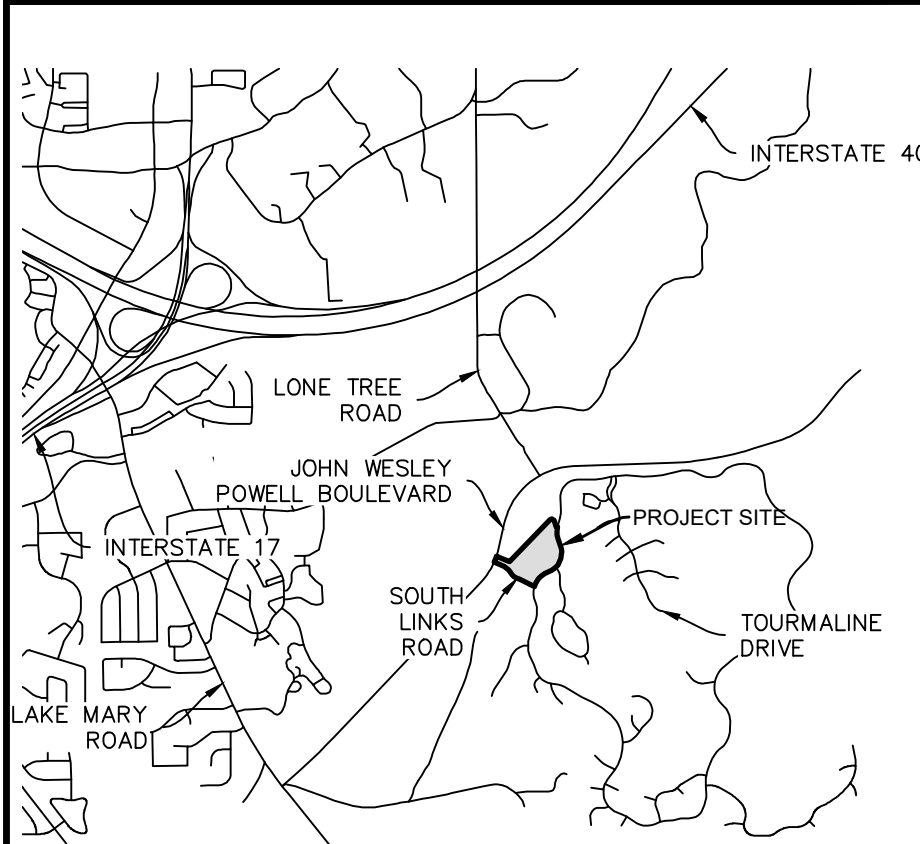 INTERSTATE 40
LONE TREE
ROAD
JOHN WESLEY
POWELL BOULEVARD
PROJECT SITE
INTERSTATE 17
SOUTH
LINKS
ROAD
TOURMALINE
DRIVE
LAKE MARY
ROAD